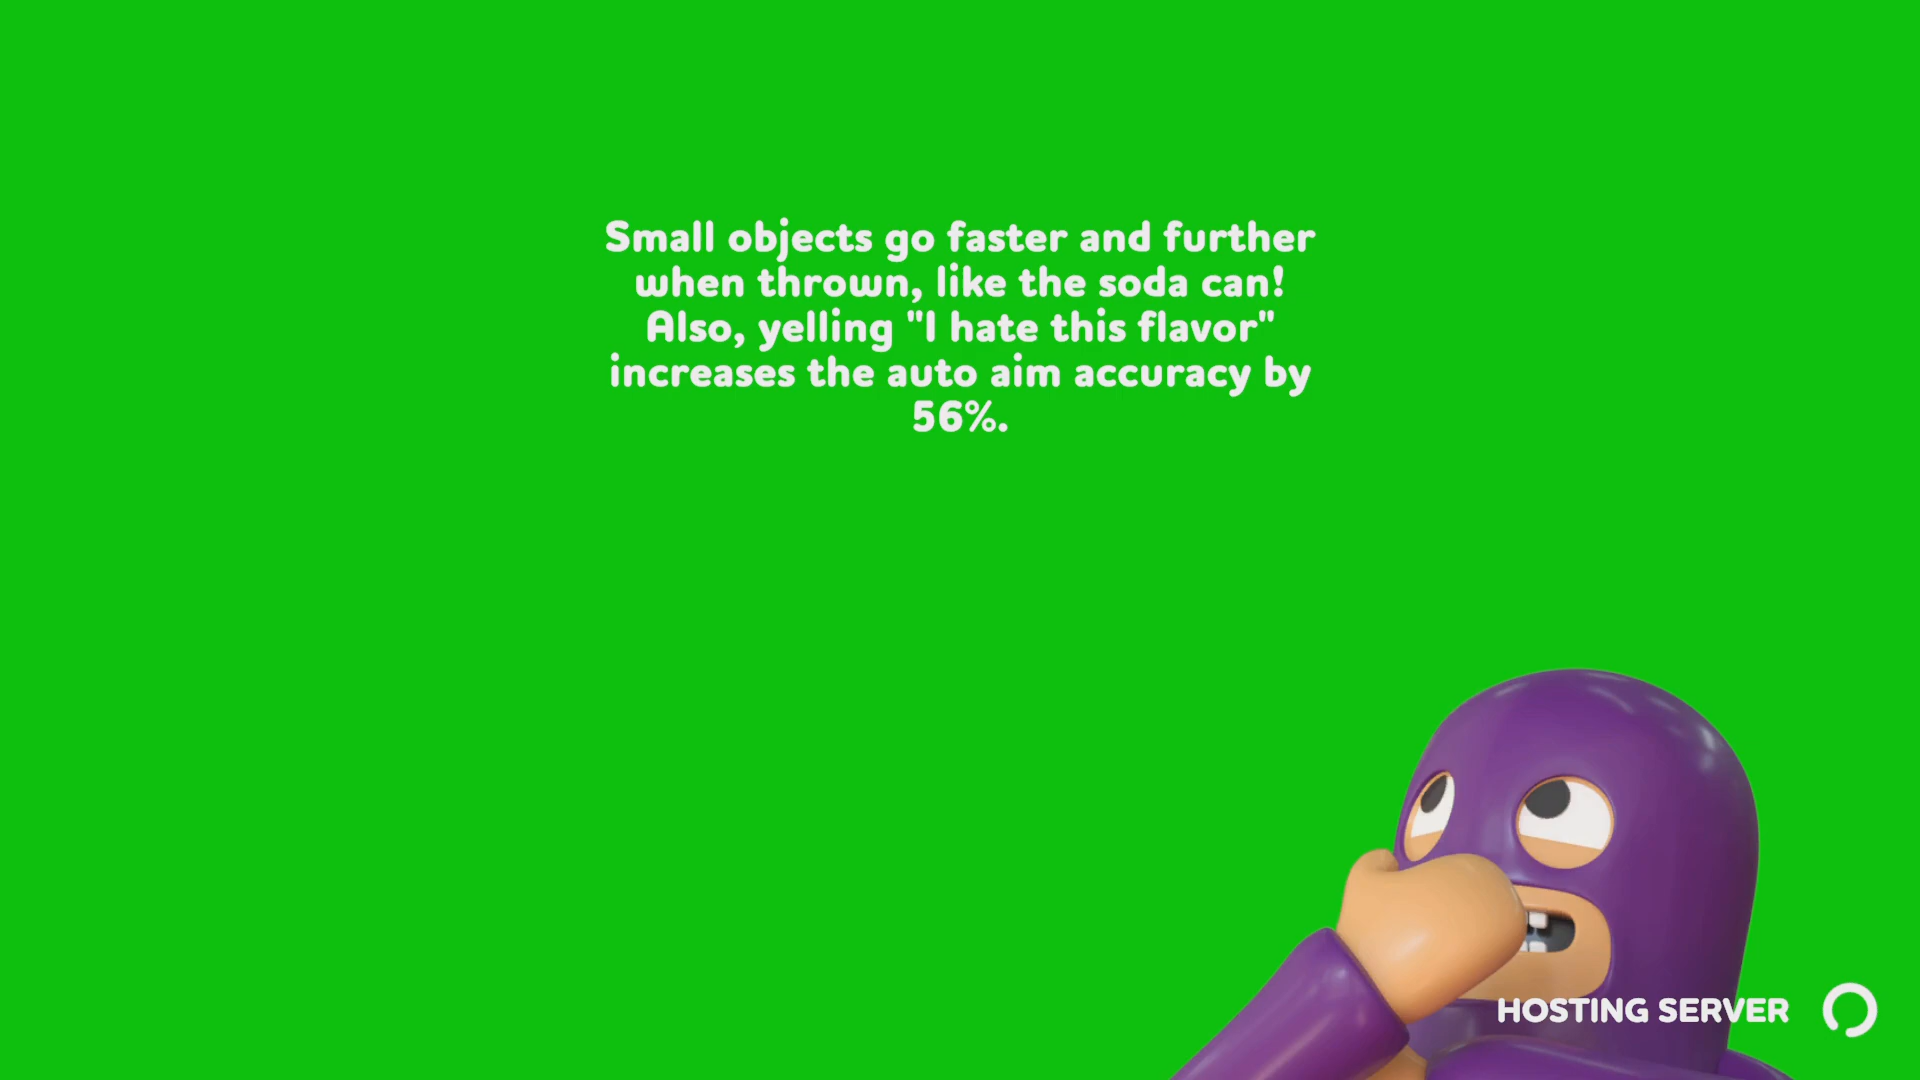 Small objects go faster and further
when thrown, like the soda can!
Also, yelling "I hate this flavor"
increases the auto aim accuracy by
56%.
HOSTING SERVER